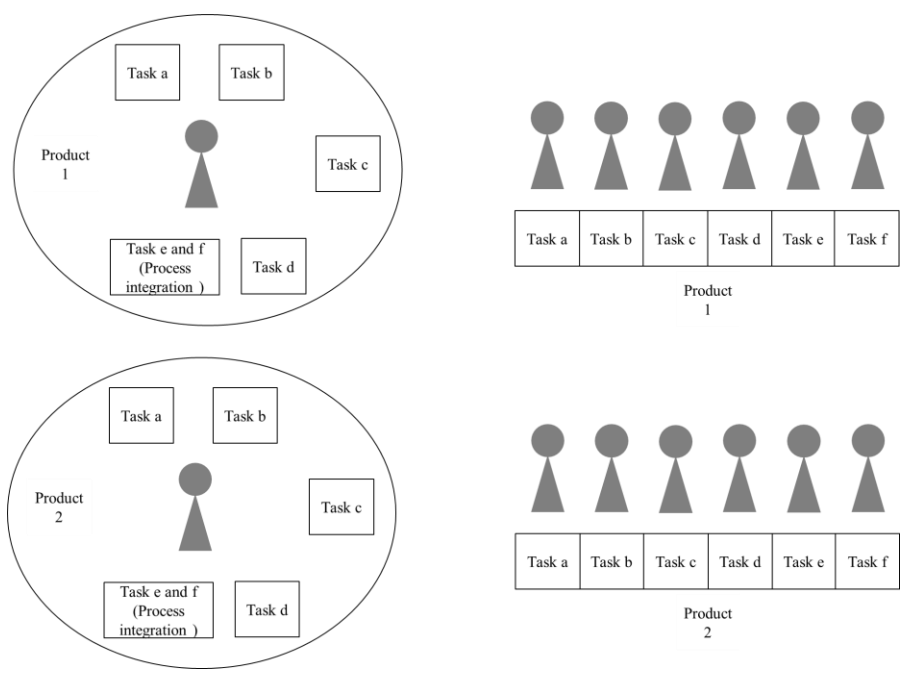 Task a
Task b
Product
1
Task c
Task e and f
(Process
integration )
Task d
Task a
Task b
Task c
Task d
Task e
Task f
Product
1
Task a
Task b
Product
2
Task c
Task e and f
(Process
integration )
Task d
Task a
Task b
Task c
Task d
Task e
Task f
Product
2